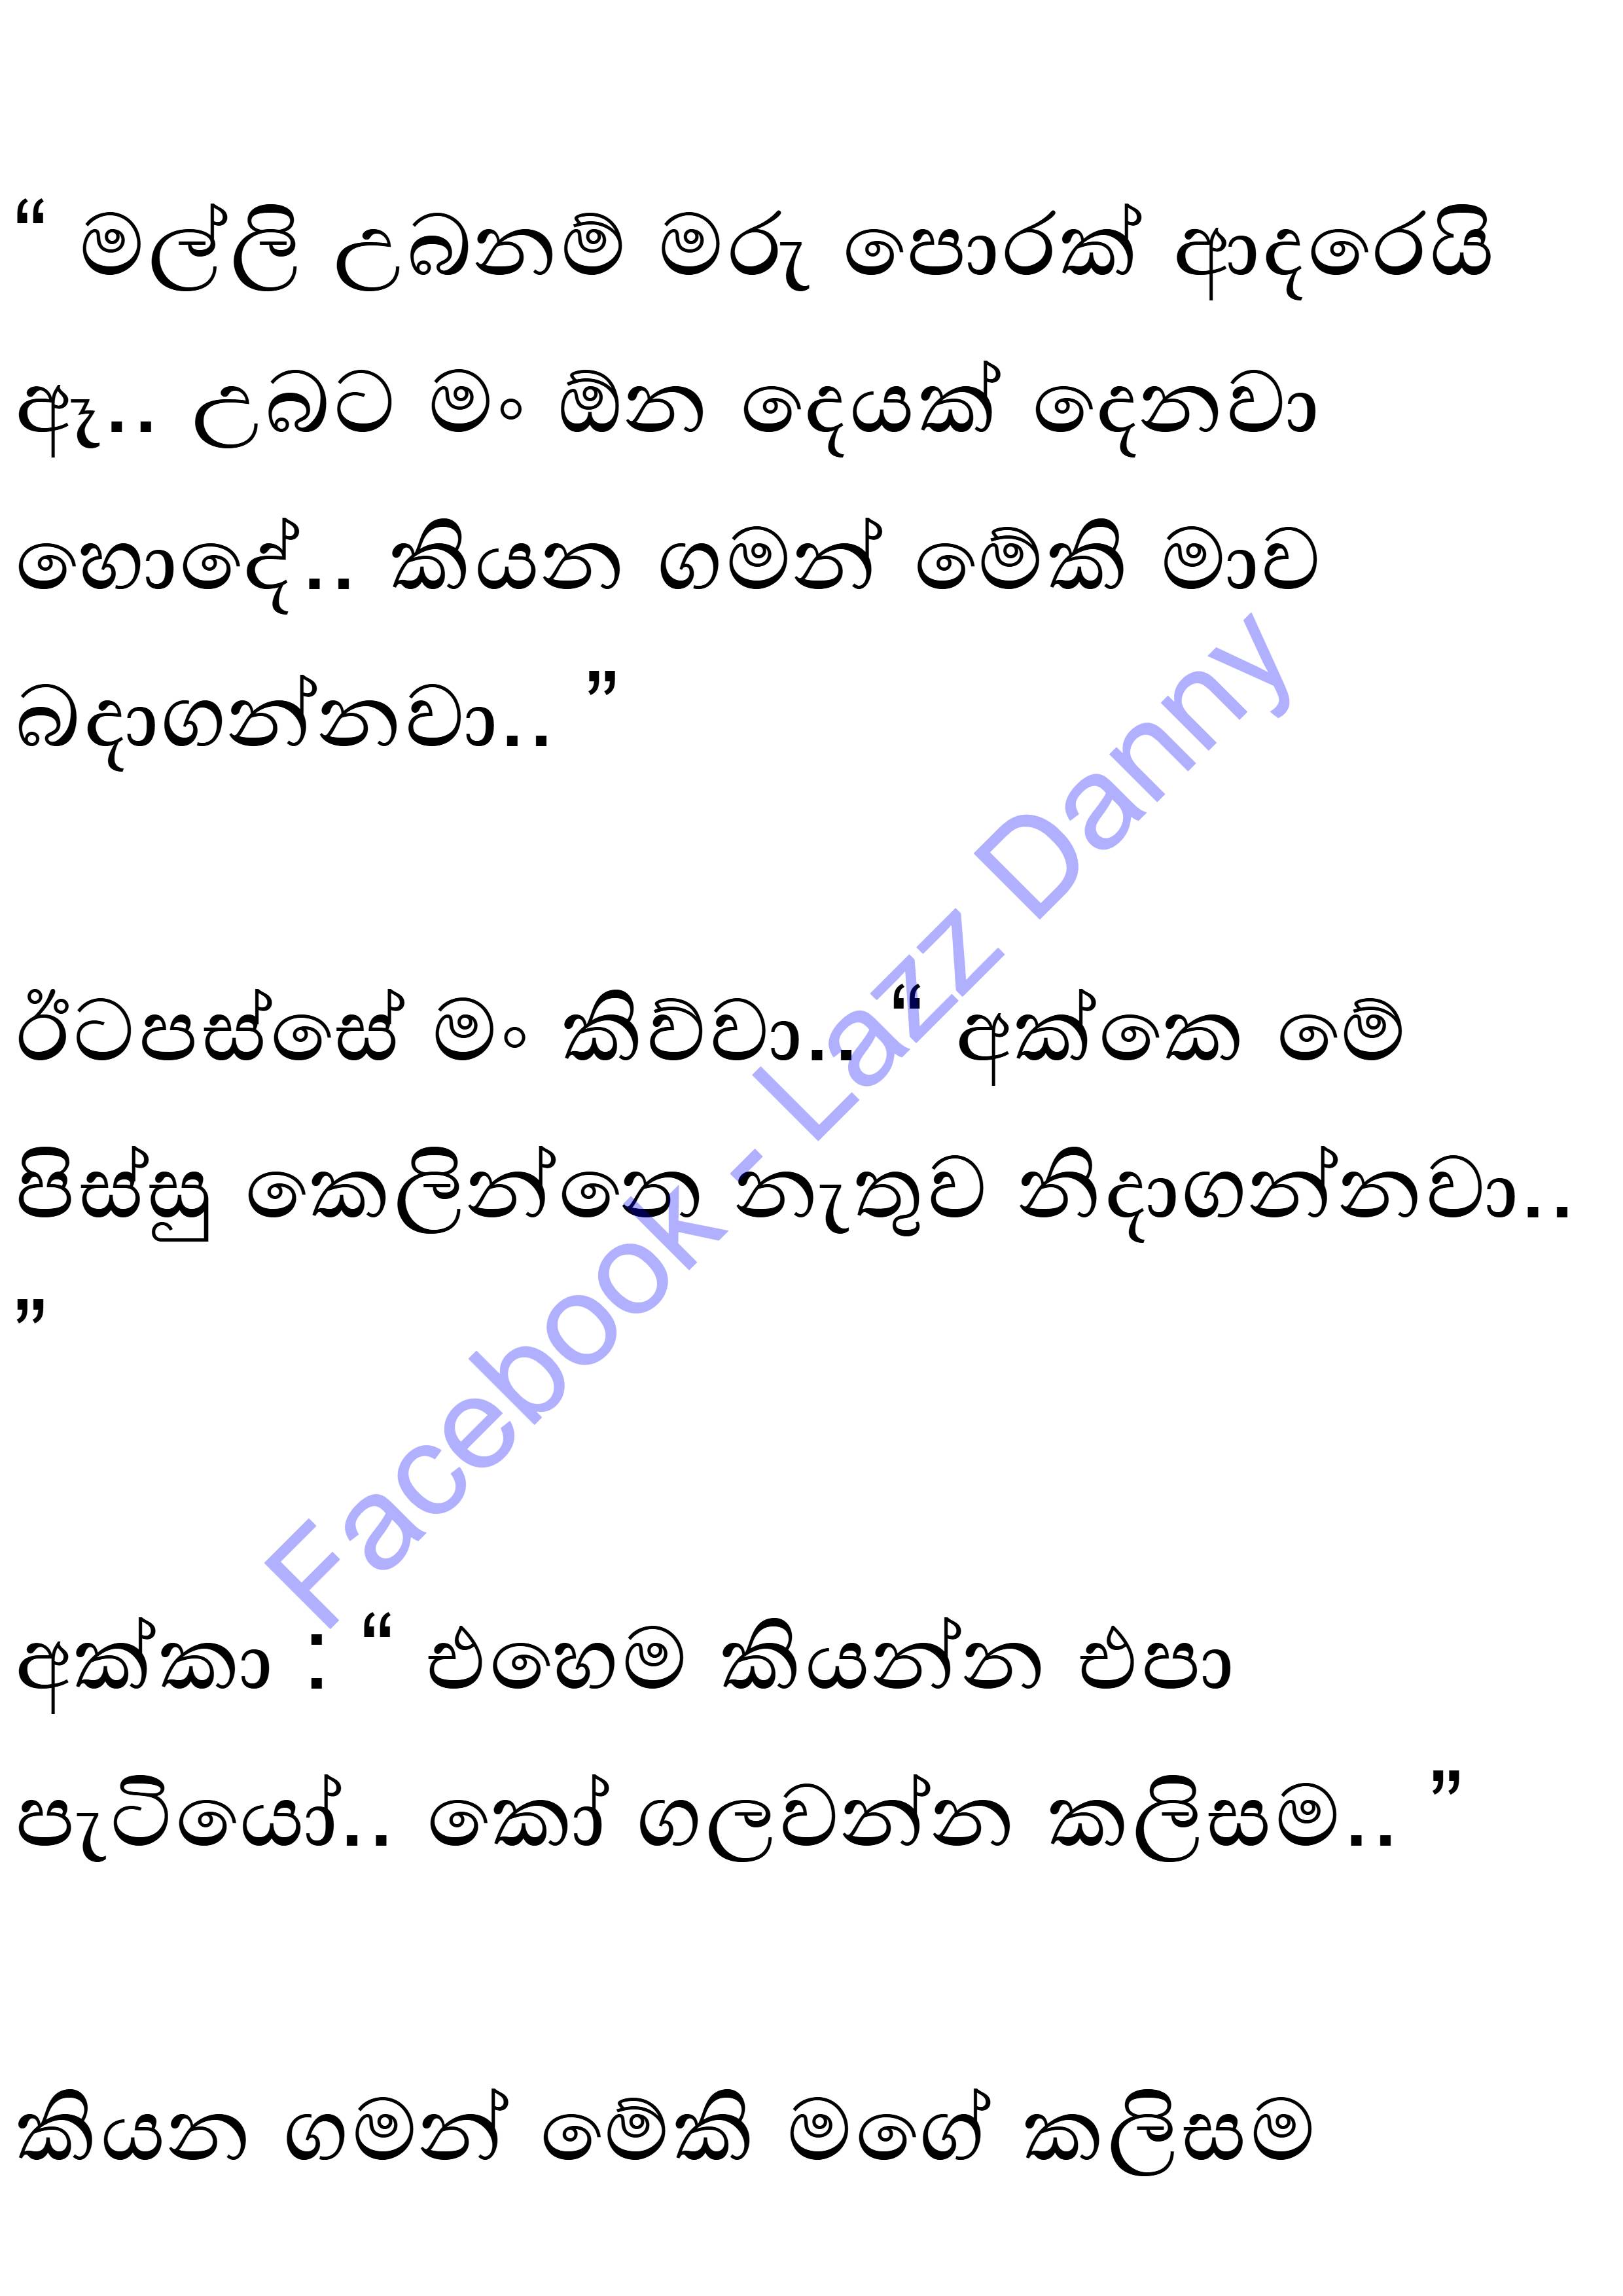 “ මල්ලි උබනම් මරු පොරක් ආදරෙයි
ඈ.. උබට මං ඕන දෙයක් දෙනවා
හොදේ.. කියන ගමන් මේකි මාව
බදාගන්නවා.. ”
ඊටපස්සේ මං කිව්වා.. “ අක්කෙ මේ
පිස්සු කෙලින්නෙ නැතුව නිදාගන්නවා..
”
අක්කා : “ එහෙම කියන්න එපා
පැටියෝ.. කෝ ගලවන්න කලිසම.. ”
කියන ගමන් මේකි මගේ කලිසම
Facebook - Lazz Danny